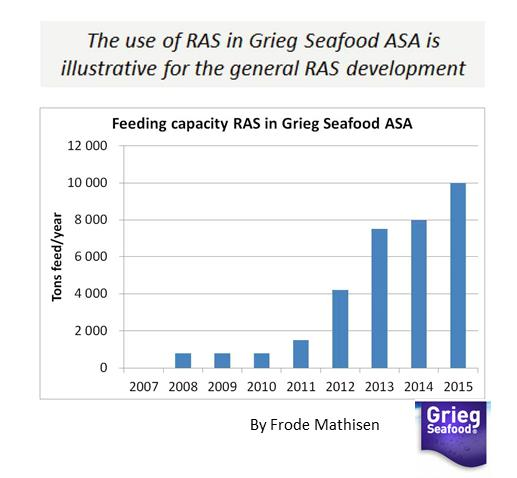 The use of RAS in Grieg Seafood ASA is
illustrative for the general RAS development
Feeding capacity RAS in Grieg Seafood ASA
12 000
10 000
8 000
6 000
4 000
2 000
0
Tons feed/year
2007 2008 2009 2010 2011 2012 2013 2014 2015
By Frode Mathisen
Grieg
Seafood®